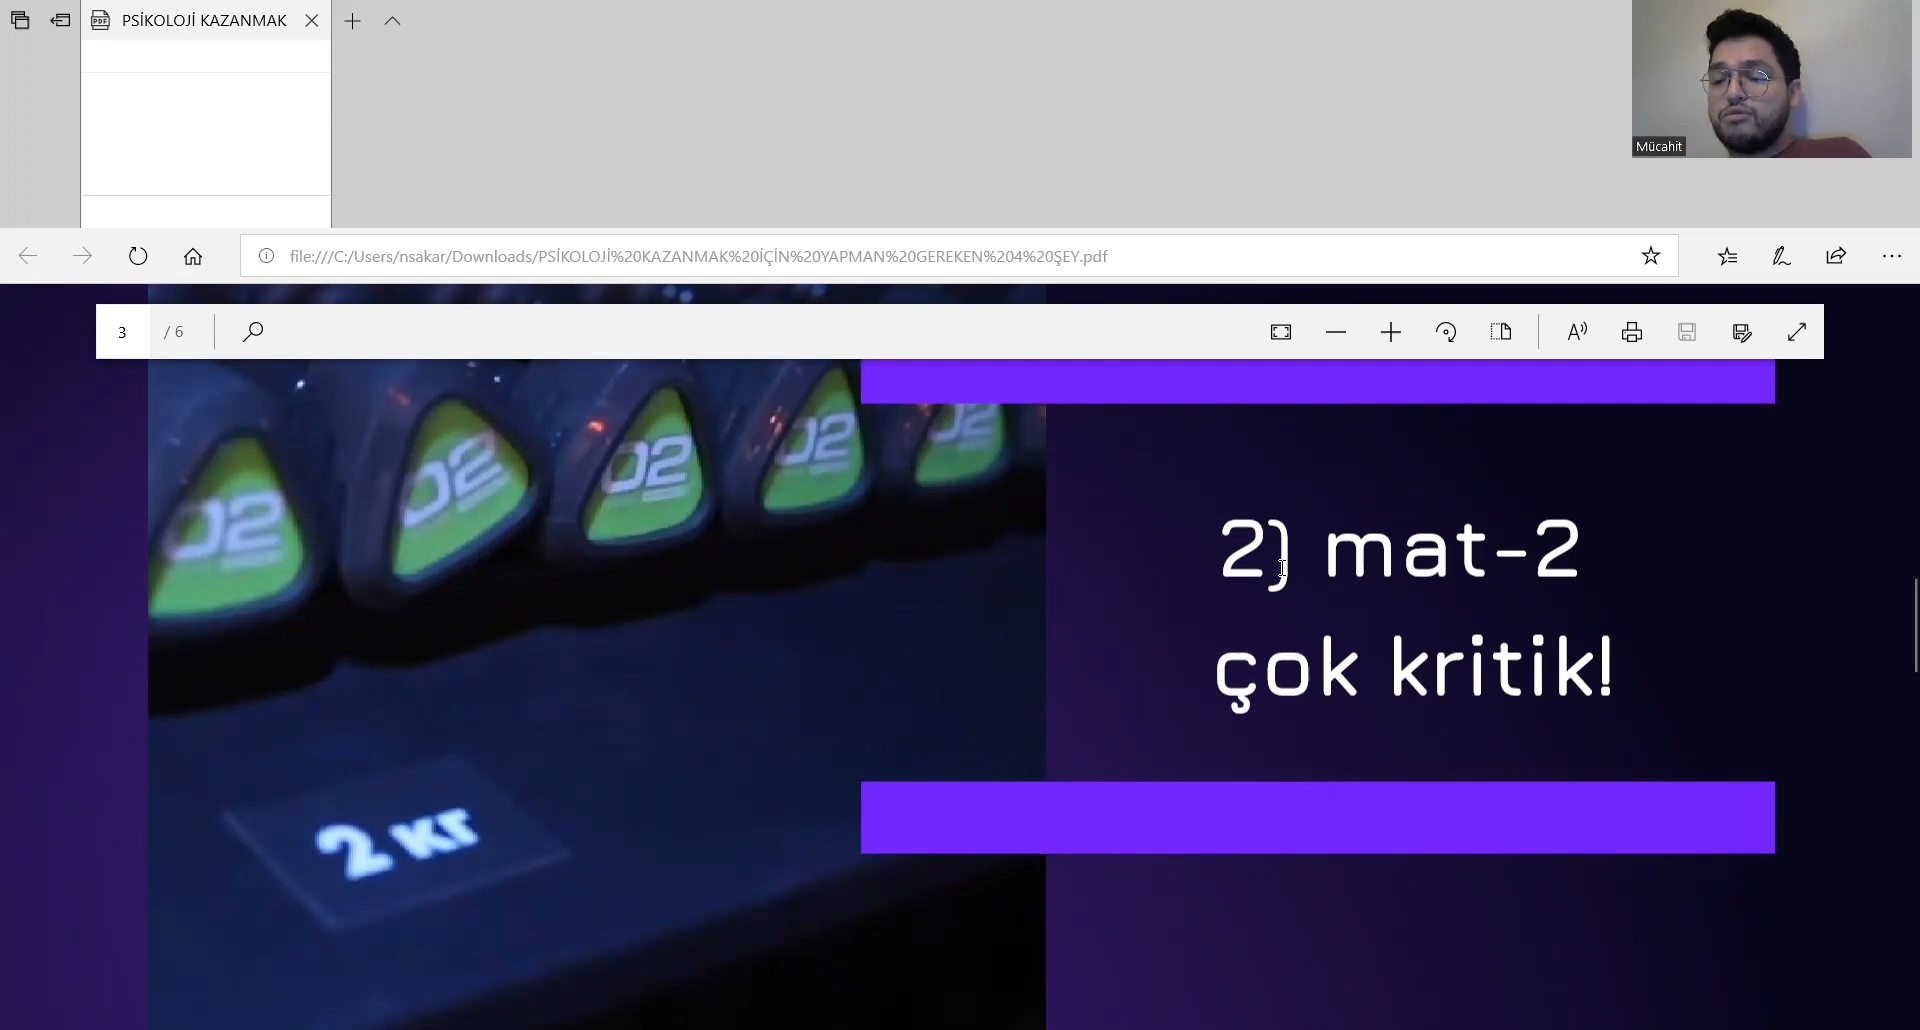 PSİKOLOJİ KAZANMAK
Mücahit
file:///C:/Users/nsakar/Downloads/PSİKOLOJİ%20KAZANMAK%20İÇİN%20YAPMAN%20GEREKEN%204%20ŞEY.pdf
3 / 6
02 02 02 02 02
2) mat-2
çok kritik!
2 kr